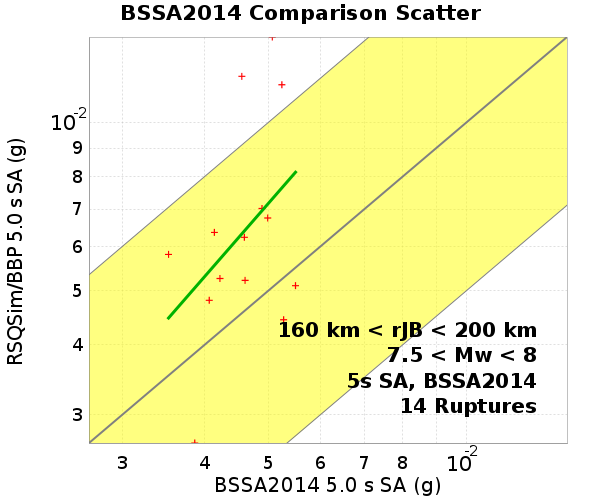 BSSA2014 Comparison Scatter
RSQSim/BBP 5.0 s SA (g)
10-2
9
8
7
6
5
4
3
160 km < rJB < 200 km
7.5 < Mw < 8
5s SA, BSSA2014
14 Ruptures
3 4 5 6 7 8 10-2
BSSA2014 5.0 s SA (g)